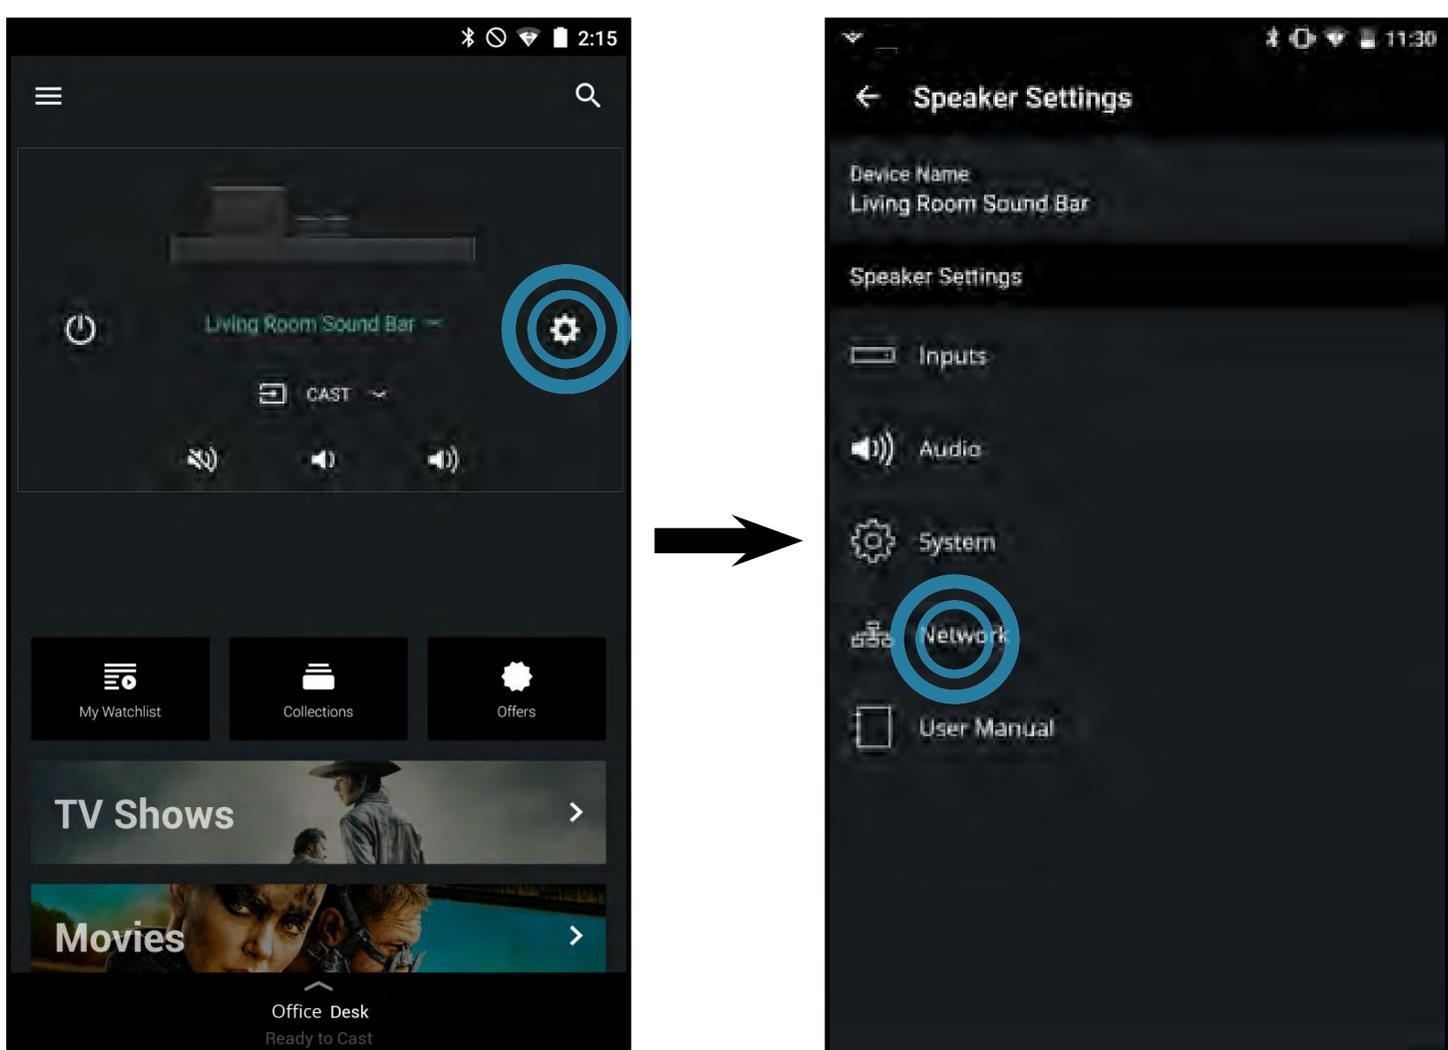 2:15
Living Room Sound Bar
CAST
My Watchlist
Collections
Offers
TV Shows
Movies
Office Desk
Ready to Cast
11:30
Speaker Settings
Device Name
Living Room Sound Bar
Speaker Settings
Inputs
Audio
System
Network
User Manual